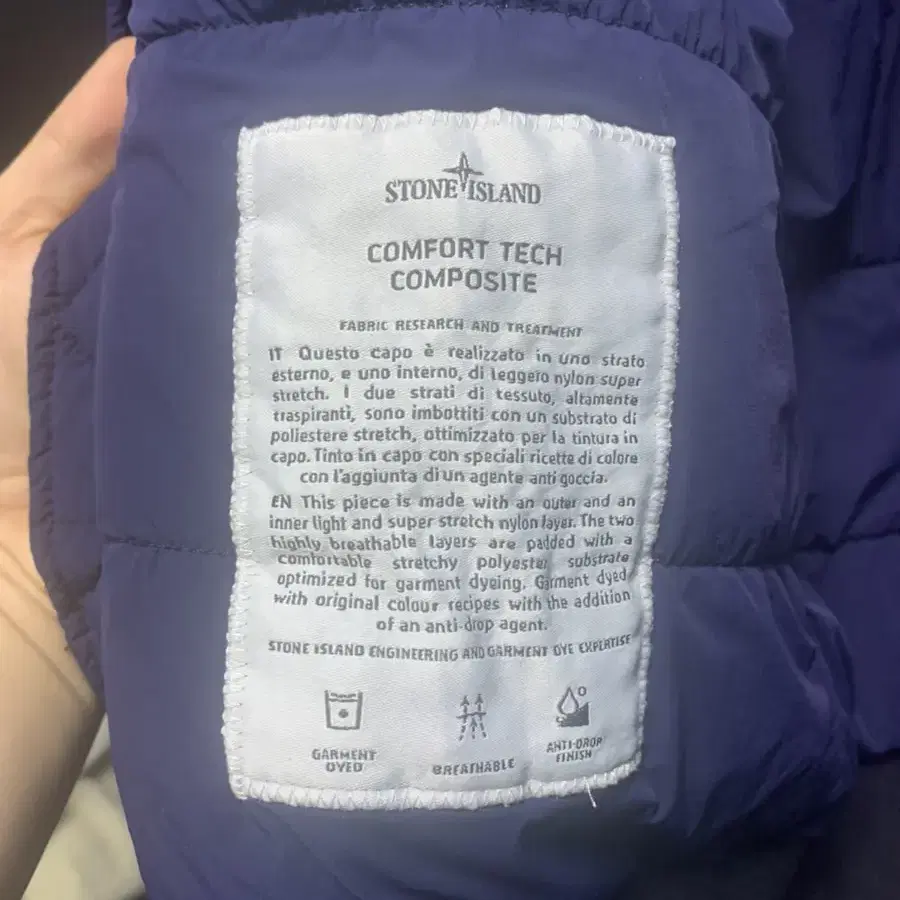 STONE ISLAND
COMFORT TECH
COMPOSITE
FABRIC RESEARCH AND TREATMENT
IT Questo capo è realizzato in uno strato
esterno, e uno interno, di leggero nylon super
stretch. I due strati di tessuto, altamente
traspiranti, sono imbottiti con un substrato di
poliestere stretch, ottimizzato per la tintura in
capo. Tinto in capo con speciali ricette di colore
con l'aggiunta di un agente anti goccia.
EN This piece is made with an outer and an
inner light and super stretch nylon layer. The two
highly breathable layers are padded with a
comfortable stretchy polyester substrate
optimized for garment dyeing. Garment dyed
with original colour recipes with the addition
of an anti-drop agent.
STONE ISLAND ENGINEERING AND GARMENT DYE EXPERTISE
GARMENT
DYED
BREATHABLE
ANTI-DROP
FINISH